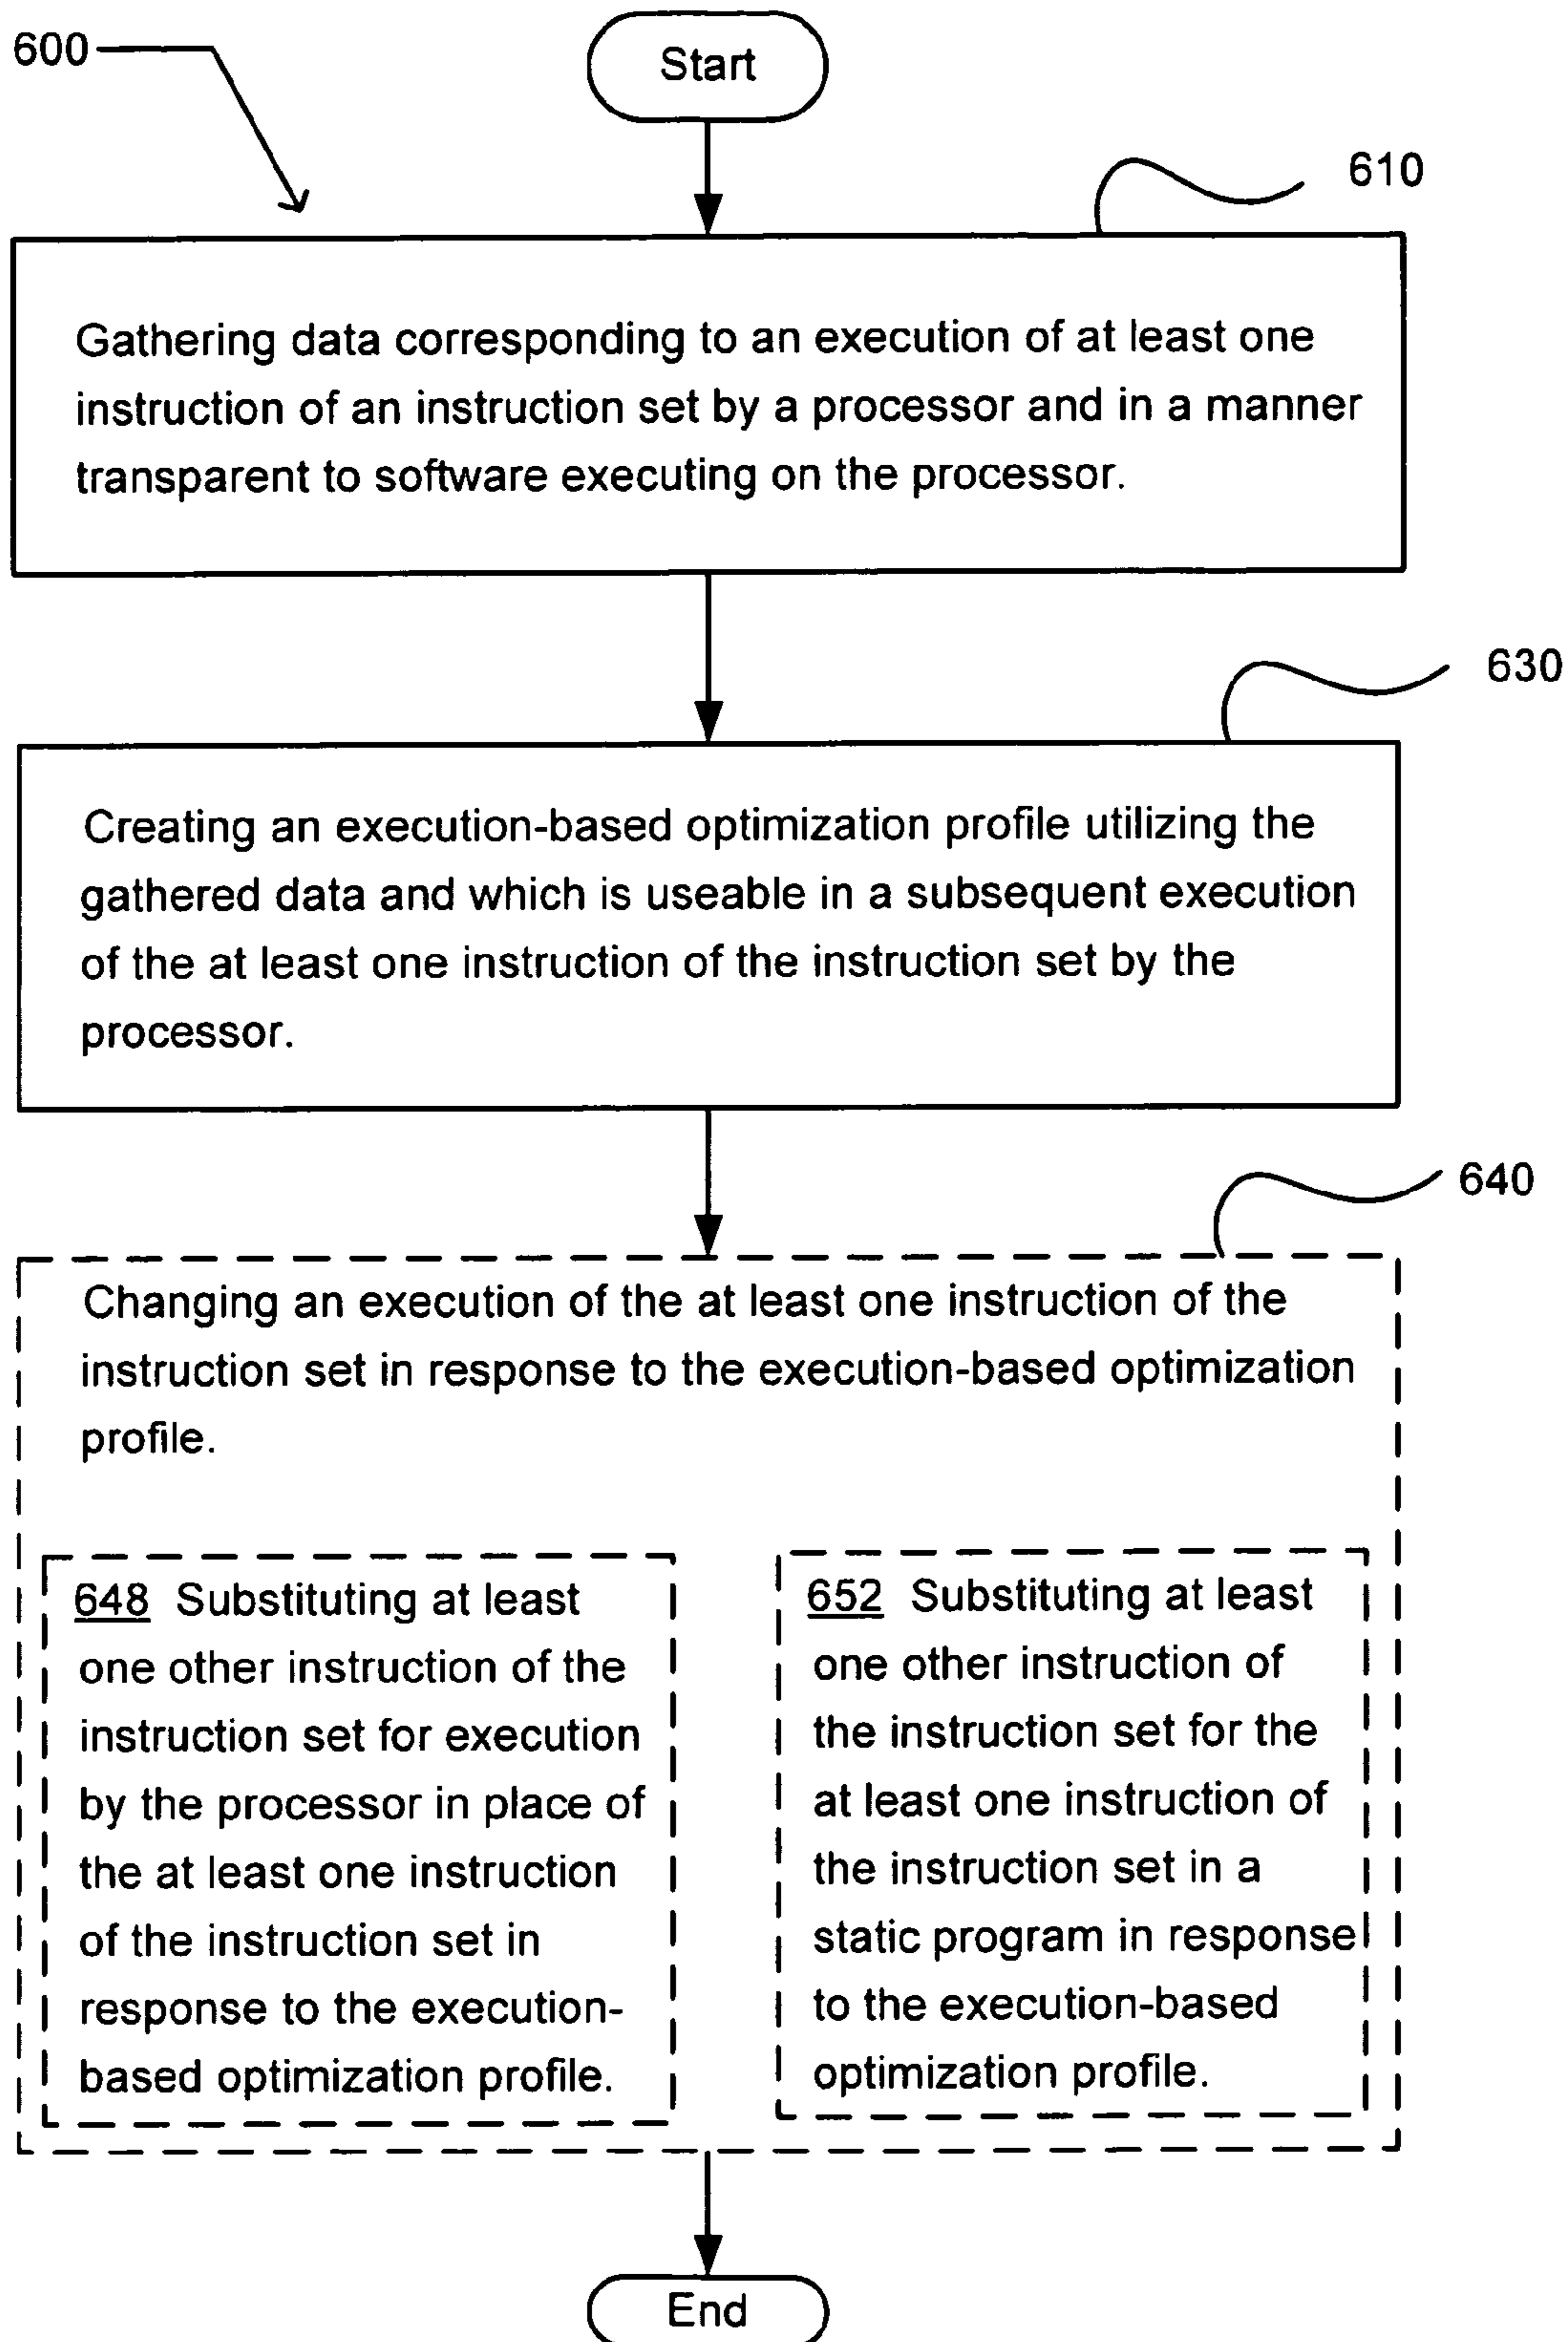 600
Start
610
Gathering data corresponding to an execution of at least one
instruction of an instruction set by a processor and in a manner
transparent to software executing on the processor.
630
Creating an execution-based optimization profile utilizing the
gathered data and which is useable in a subsequent execution
of the at least one instruction of the instruction set by the
processor.
640
Changing an execution of the at least one instruction of the
instruction set in response to the execution-based optimization
profile.
648 Substituting at least
one other instruction of the
instruction set for execution
by the processor in place of
the at least one instruction
of the instruction set in
response to the execution-
based optimization profile.
652 Substituting at least
one other instruction of
the instruction set for the
at least one instruction of
the instruction set in a
static program in response
to the execution-based
optimization profile.
End